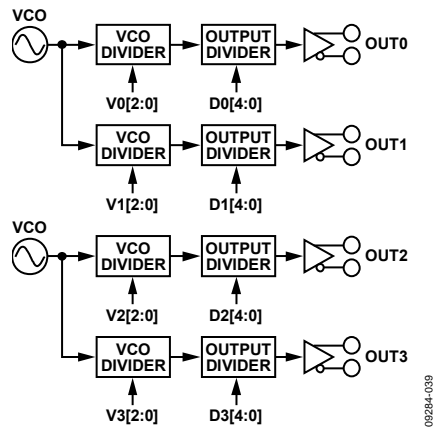 VCO
VCO
DIVIDER
OUTPUT
DIVIDER
OUT0
V0[2:0]
D0[4:0]
VCO
DIVIDER
OUTPUT
DIVIDER
OUT1
V1[2:0]
D1[4:0]
VCO
VCO
DIVIDER
OUTPUT
DIVIDER
OUT2
V2[2:0]
D2[4:0]
VCO
DIVIDER
OUTPUT
DIVIDER
OUT3
V3[2:0]
D3[4:0]
09284-039